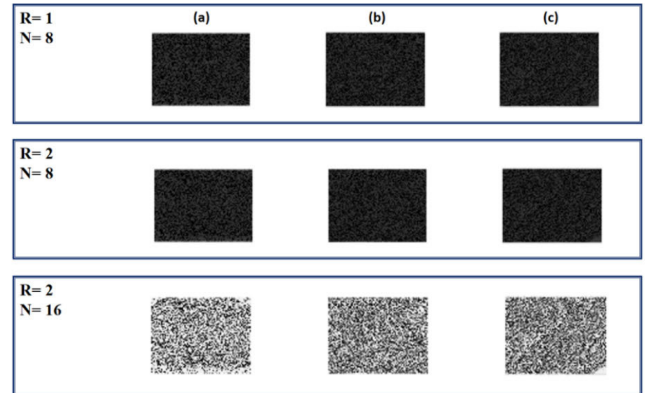 R= 1
N= 8
(a) (b) (c)
R= 2
N= 8
R= 2
N= 16